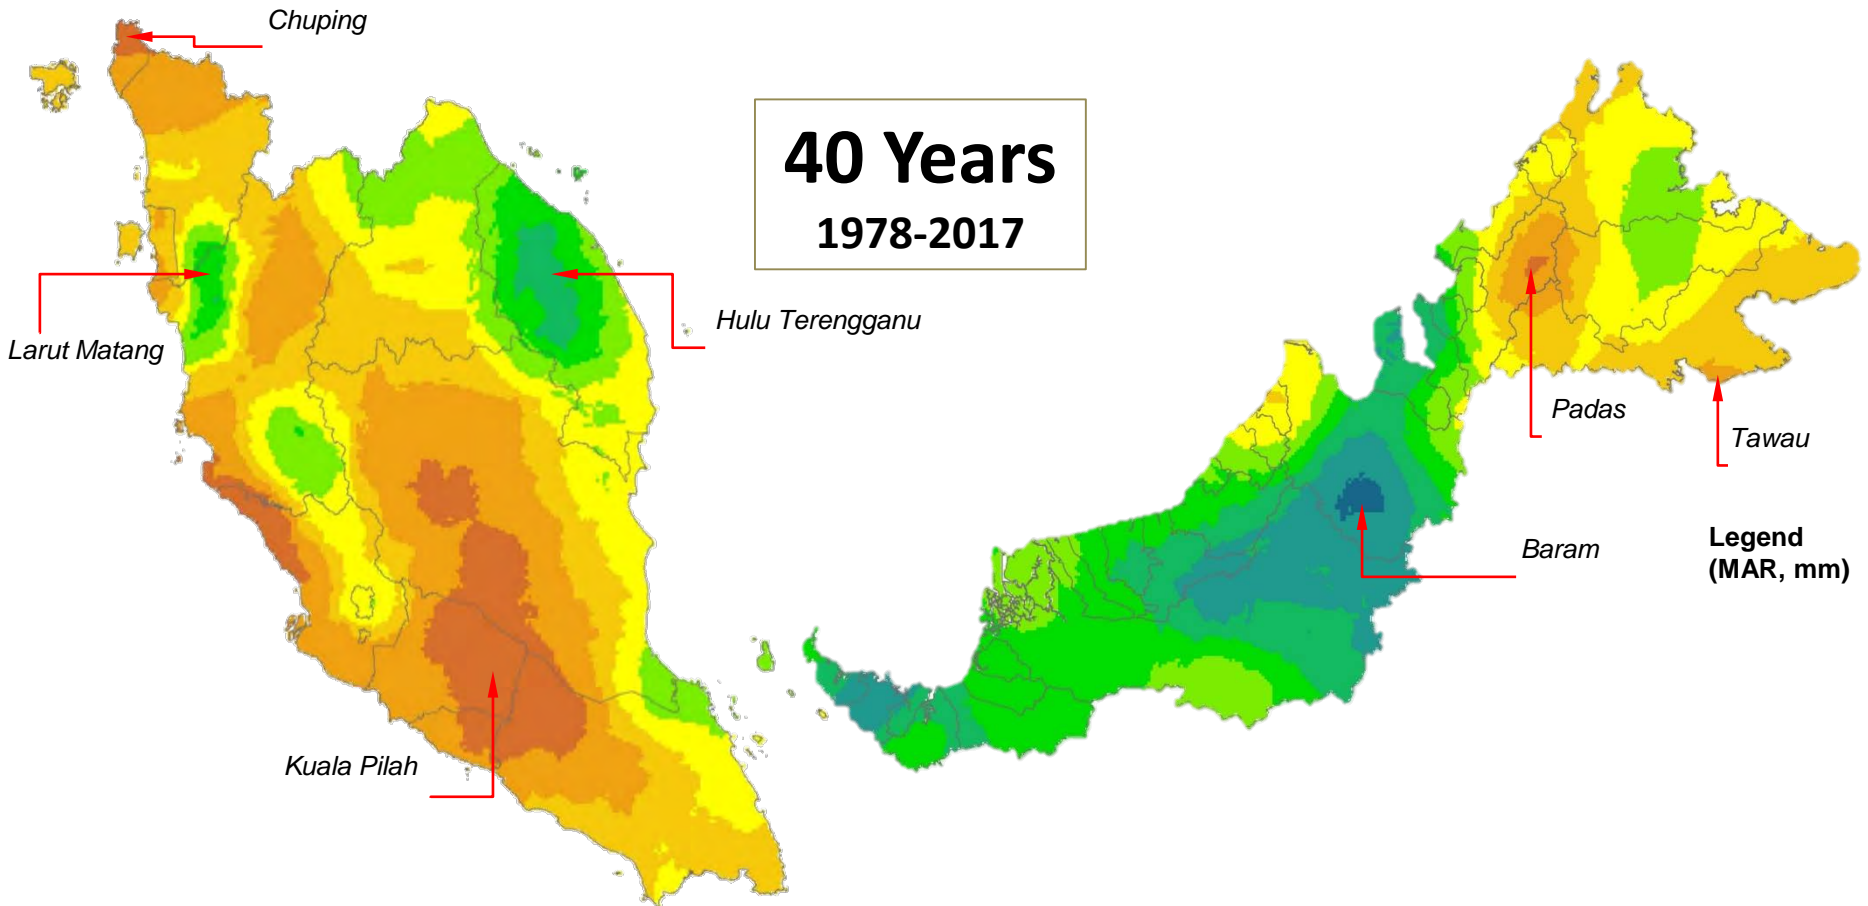 Chuping
40 Years
1978-2017
Hulu Terengganu
Larut Matang
Padas
Tawau
Legend
(MAR, mm)
Baram
Kuala Pilah